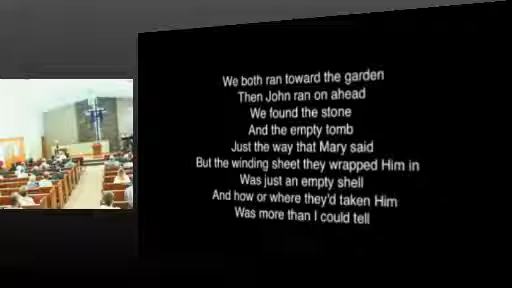 We both ran toward the garden
Then John ran on ahead
We found the stone
And the empty tomb
Just the way that Mary said
But the winding sheet they wrapped Him in
Was just an empty shell
And how or where they'd taken Him
Was more than I could tell